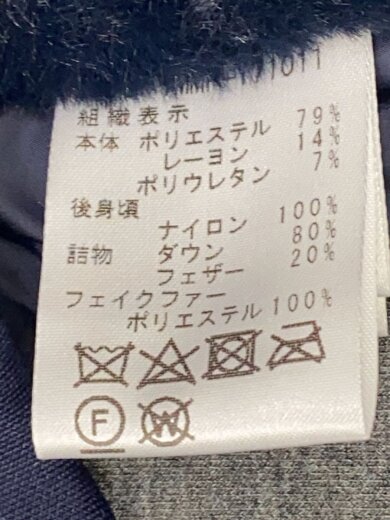 組織表示
本体 ポリエステル 79%
レーヨン 14%
ポリウレタン 7%
後身頃
ナイロン 100%
詰物 ダウン 80%
フェザー 20%
フェイクファー
ポリエステル 100%
F
W